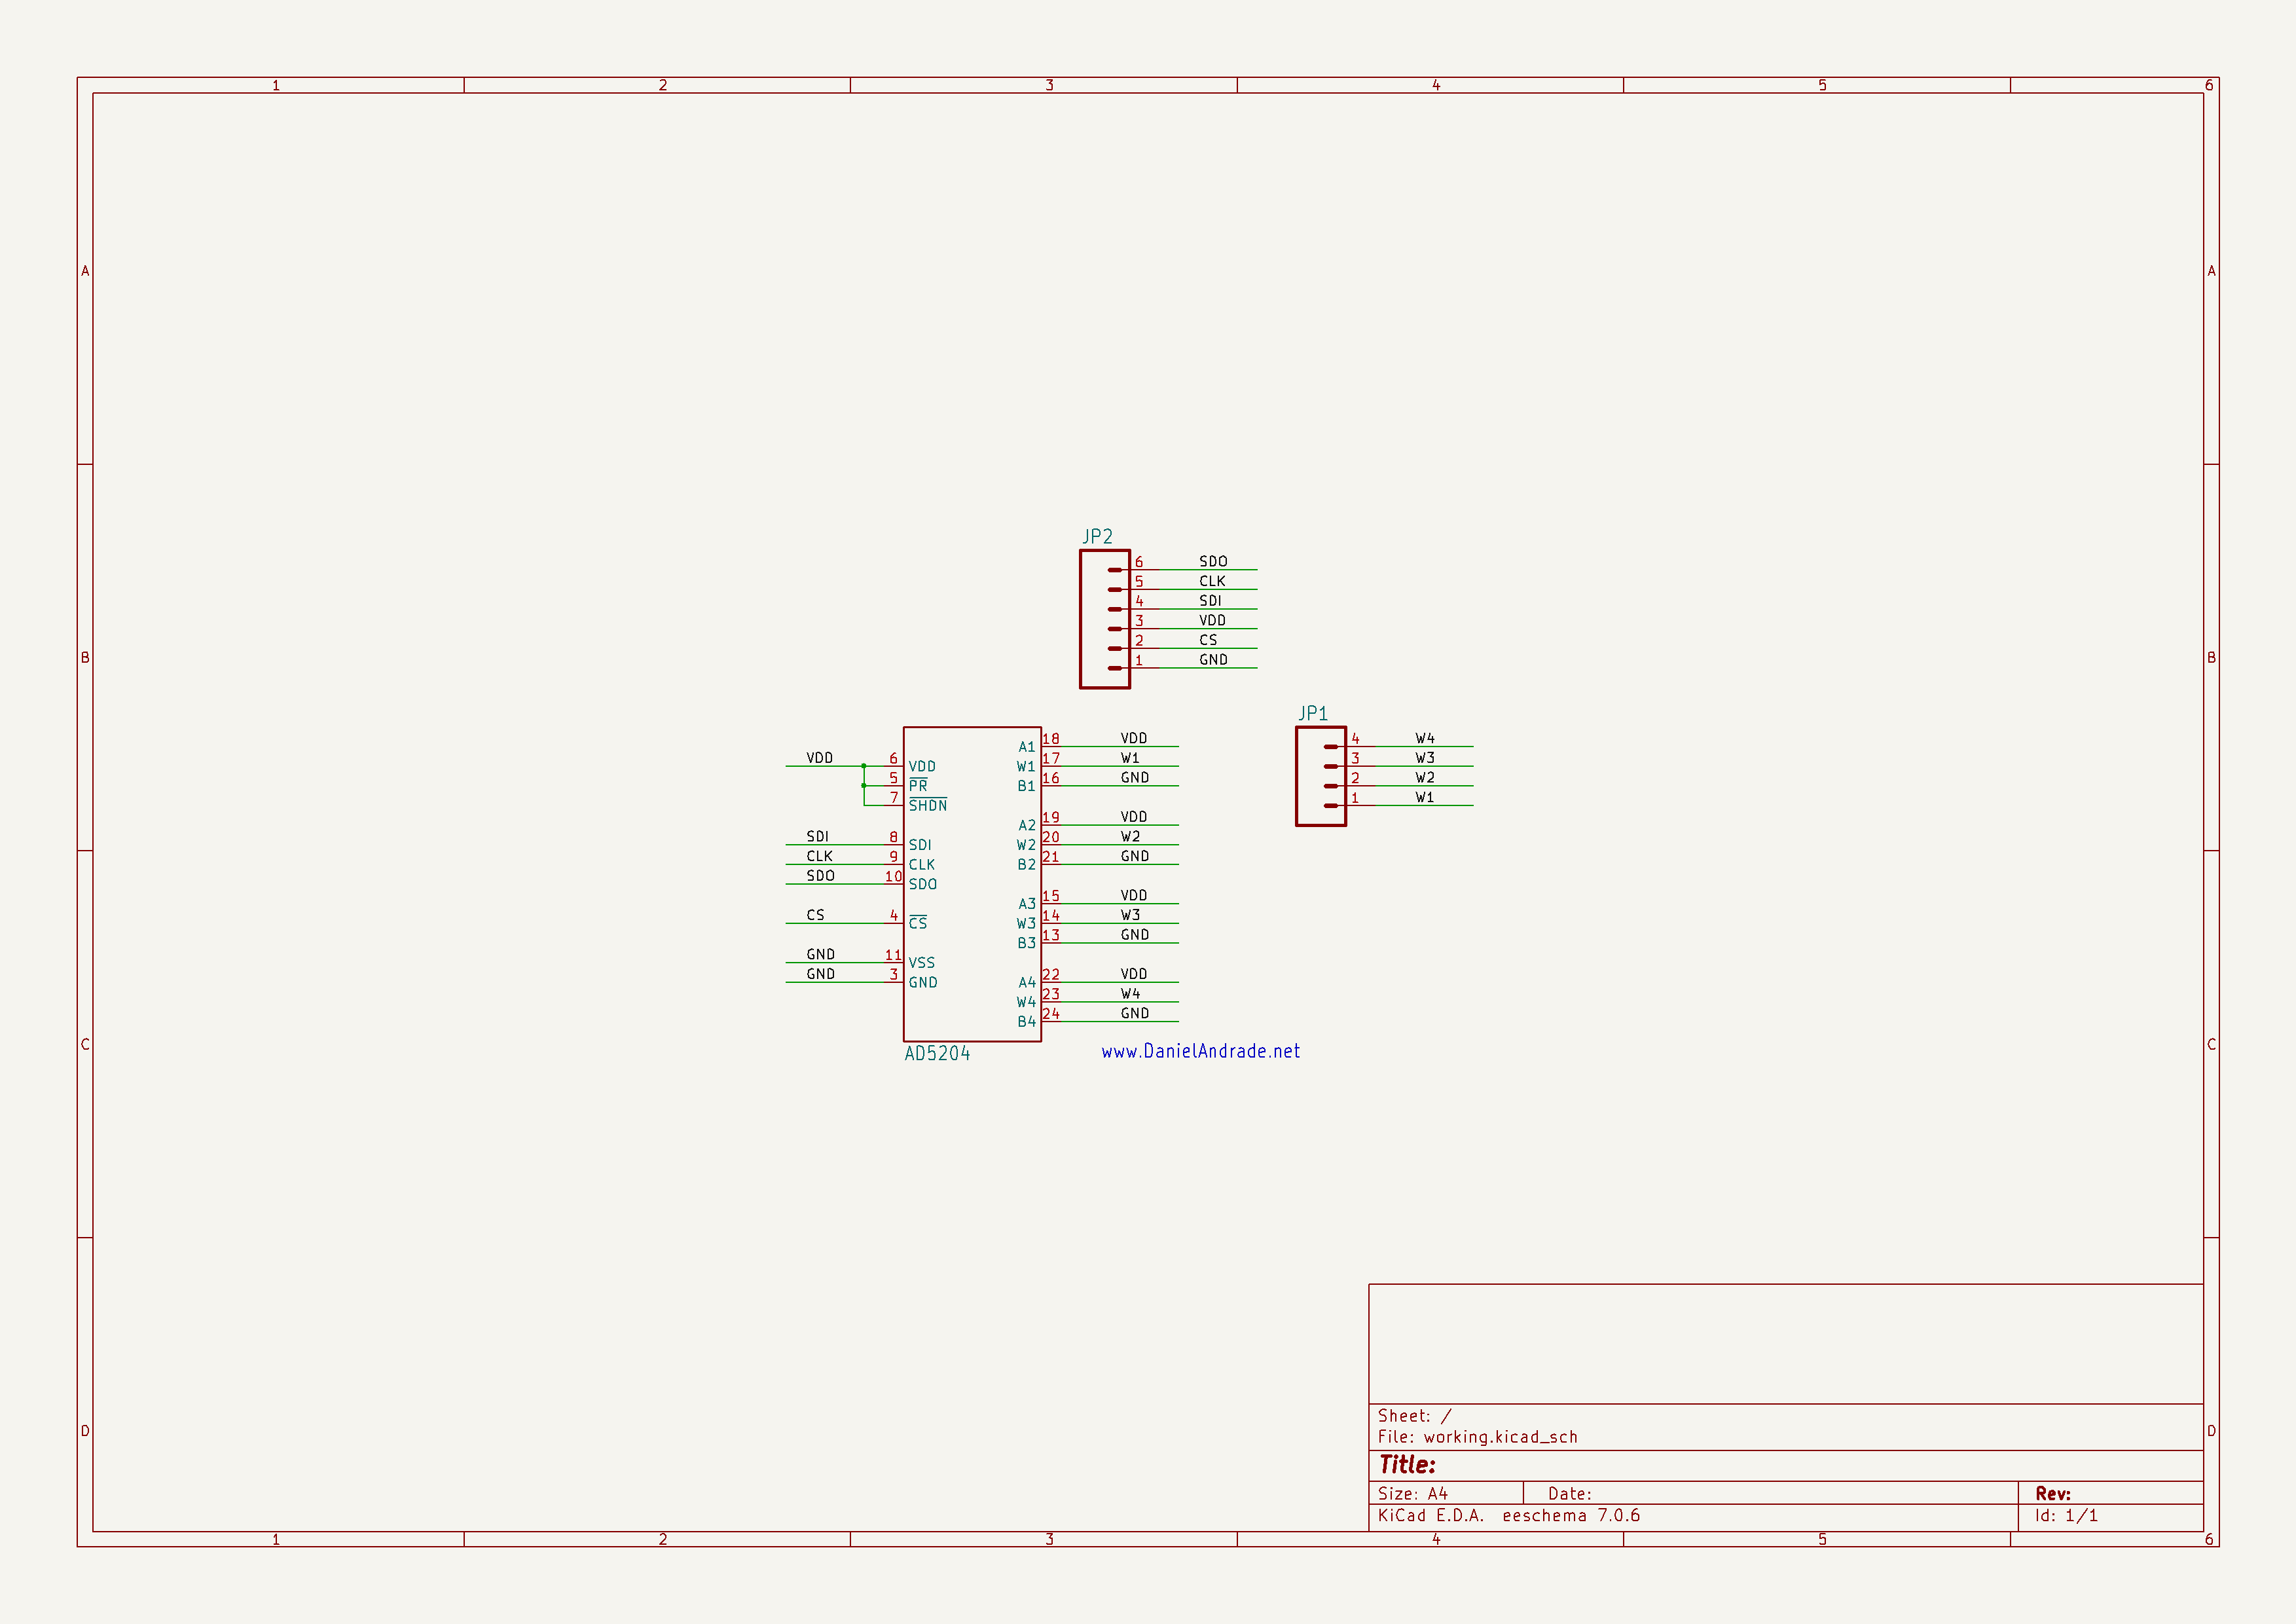 1 2 3 4 5 6
A A
JP2
6 SDO
5 CLK
4 SDI
3 VDD
2 CS
1 GND
B B
JP1
4 W4
3 W3
2 W2
1 W1
VDD 6 VDD
5 PR
7 SHDN
SDI 8 SDI
CLK 9 CLK
SDO 10 SDO
CS 4 CS
GND 11 VSS
GND 3 GND
A1 18 VDD
W1 17 W1
B1 16 GND
A2 19 VDD
W2 20 W2
B2 21 GND
A3 15 VDD
W3 14 W3
B3 13 GND
A4 22 VDD
W4 23 W4
B4 24 GND
AD5204
www.DanielAndrade.net
C C
D D
Sheet: /
File: working.kicad_sch
Title:
Size: A4 Date: Rev:
KiCad E.D.A. eeschema 7.0.6 Id: 1/1
1 2 3 4 5 6